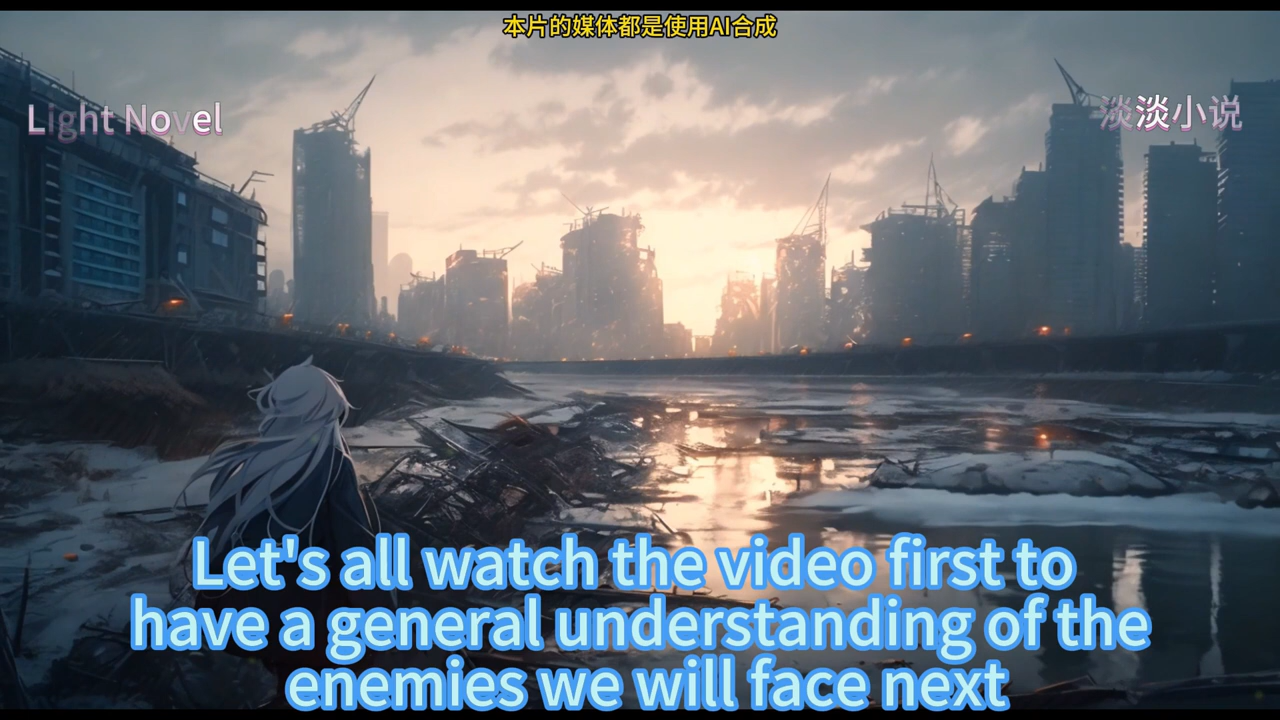 本片的媒体都是使用AI合成
Light Novel
淡淡小说
Let's all watch the video first to
have a general understanding of the
enemies we will face next